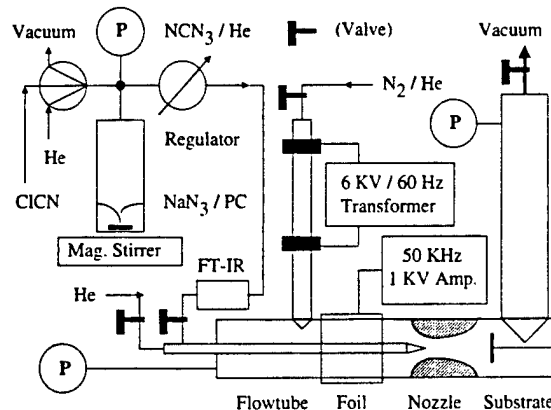 Vacuum
P
NCN3 / He
(Valve)
Vacuum
N2 / He
P
He
Regulator
ClCN
NaN3 / PC
6 KV / 60 Hz
Transformer
Mag. Stirrer
FT-IR
50 KHz
1 KV Amp.
He
P
Flowtube
Foil
Nozzle
Substrate